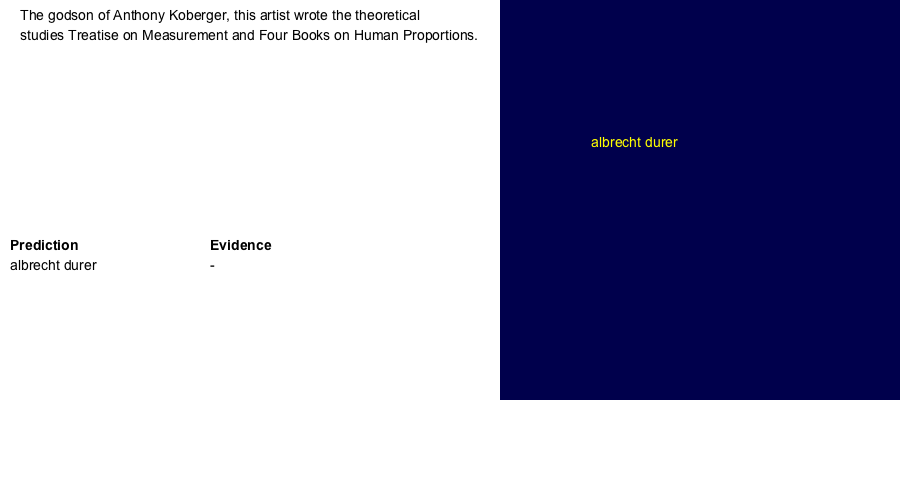 The godson of Anthony Koberger, this artist wrote the theoretical
studies Treatise on Measurement and Four Books on Human Proportions.
albrecht durer
Prediction Evidence
albrecht durer -